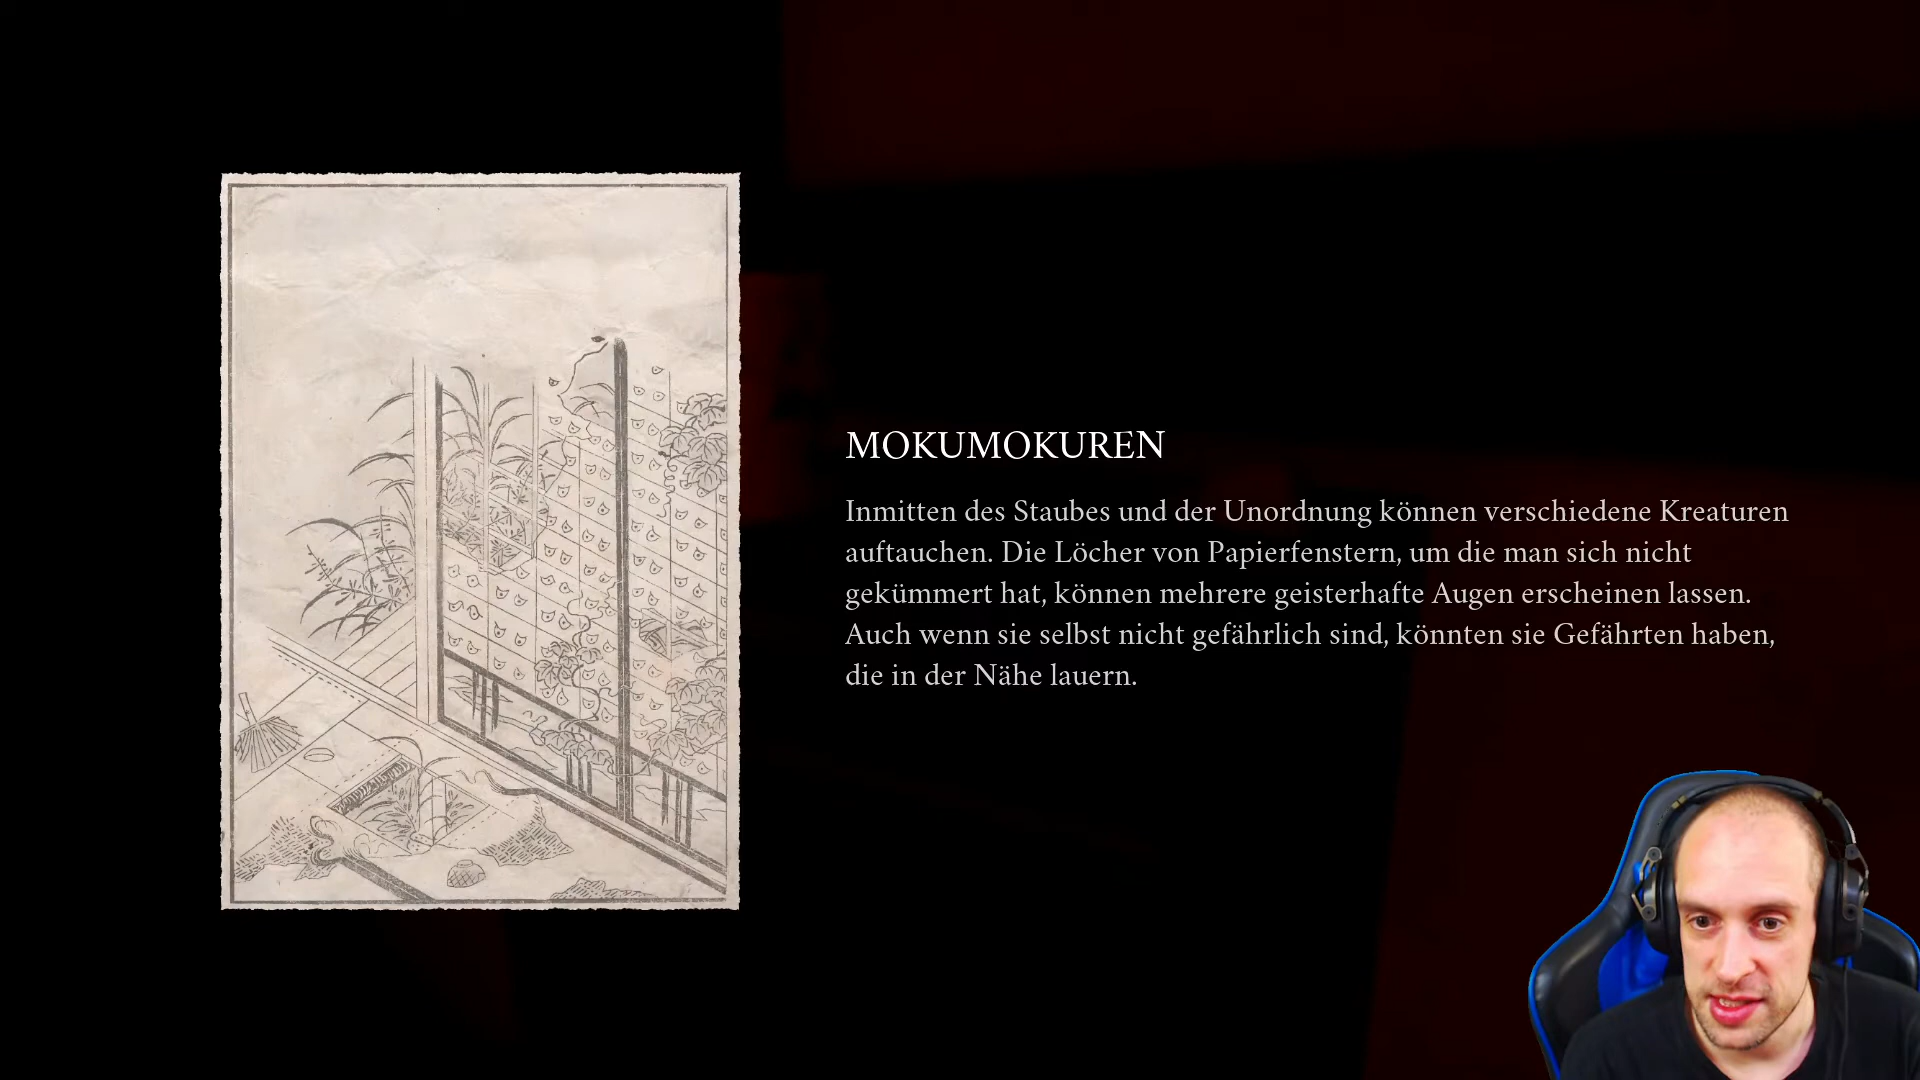 MOKUMOKUREN
Inmitten des Staubes und der Unordnung können verschiedene Kreaturen
auftauchen. Die Löcher von Papierfenstern, um die man sich nicht
gekümmert hat, können mehrere geisterhafte Augen erscheinen lassen.
Auch wenn sie selbst nicht gefährlich sind, könnten sie Gefährten haben,
die in der Nähe lauern.